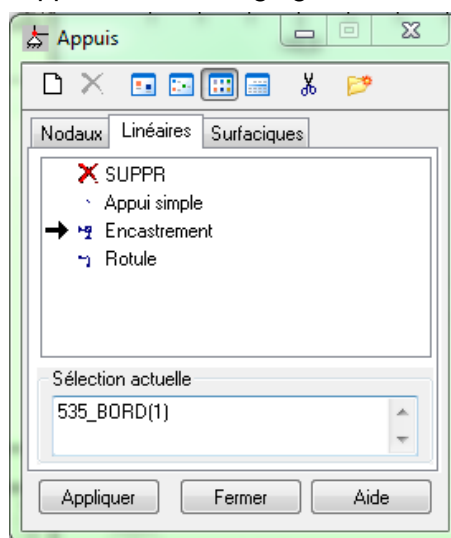 Appuis
Nodaux Linéaires Surfaciques
SUPPR
Appui simple
Encastrement
Rotule
Sélection actuelle
535_BORD(1)
Appliquer Fermer Aide